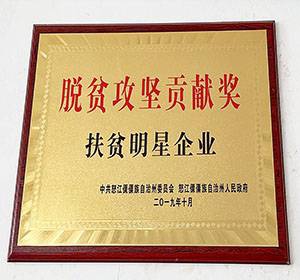 脱贫攻坚贡献奖
扶贫明星企业
中共怒江傈僳族自治州委员会 怒江傈僳族自治州人民政府
二〇一九年十月